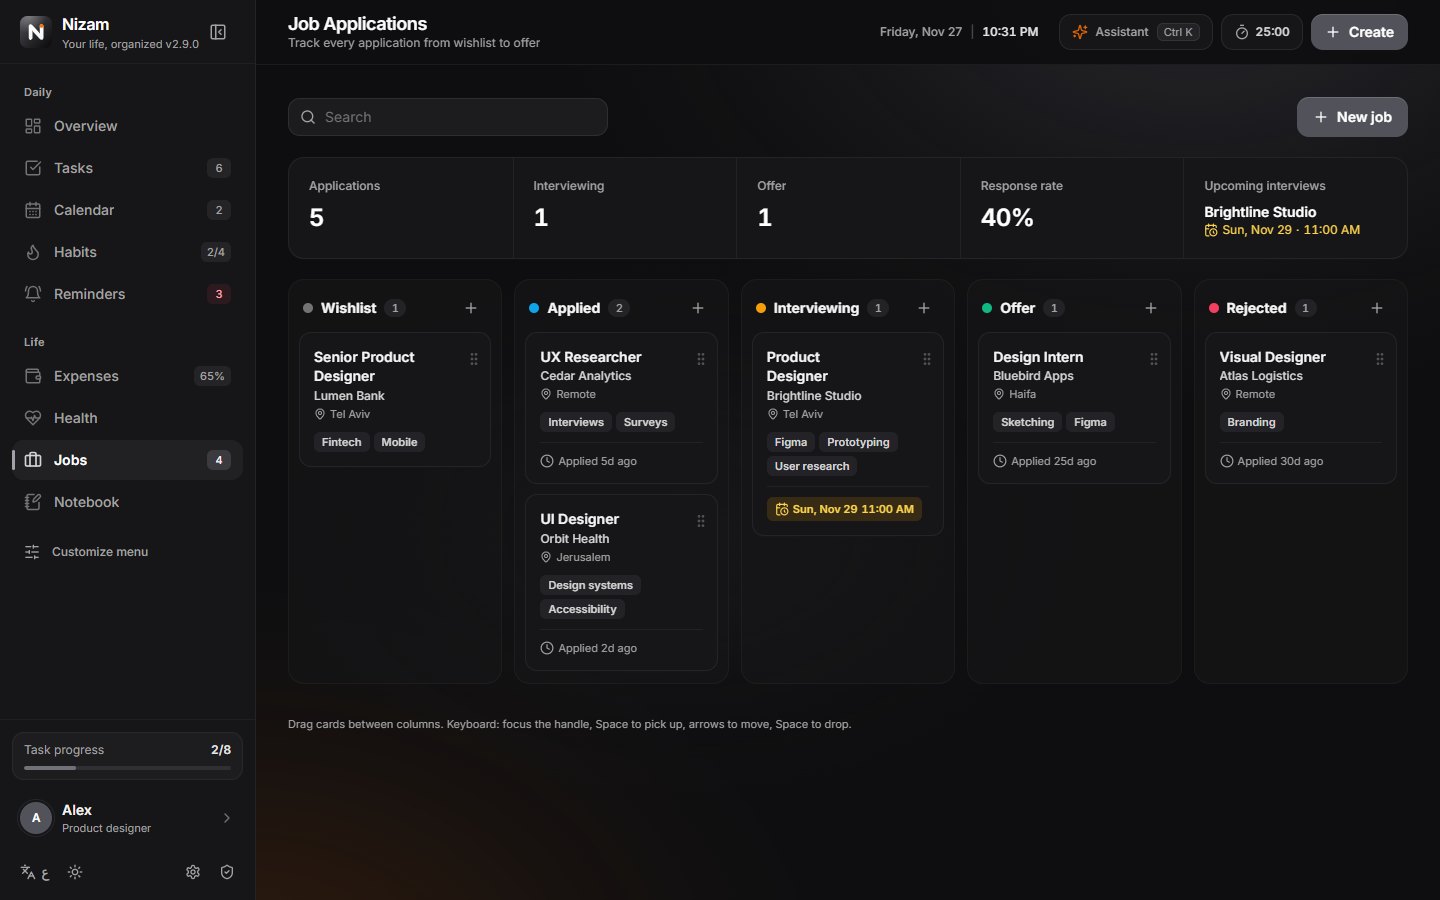 Nizam
Your life, organized v2.9.0
Daily
Overview
Tasks 6
Calendar 2
Habits 2/4
Reminders 3
Life
Expenses 65%
Health
Jobs 4
Notebook
Customize menu
Task progress 2/8
A
Alex
Product designer
ع
Job Applications
Track every application from wishlist to offer
Friday, Nov 27 | 10:31 PM
Assistant Ctrl K
25:00
+ Create
Search
+ New job
Applications
5
Interviewing
1
Offer
1
Response rate
40%
Upcoming interviews
Brightline Studio
Sun, Nov 29 · 11:00 AM
Wishlist 1
Senior Product
Designer
Lumen Bank
Tel Aviv
Fintech Mobile
Applied 2
UX Researcher
Cedar Analytics
Remote
Interviews Surveys
Applied 5d ago
UI Designer
Orbit Health
Jerusalem
Design systems
Accessibility
Applied 2d ago
Interviewing 1
Product
Designer
Brightline Studio
Tel Aviv
Figma Prototyping
User research
Sun, Nov 29 11:00 AM
Offer 1
Design Intern
Bluebird Apps
Haifa
Sketching Figma
Applied 25d ago
Rejected 1
Visual Designer
Atlas Logistics
Remote
Branding
Applied 30d ago
Drag cards between columns. Keyboard: focus the handle, Space to pick up, arrows to move, Space to drop.